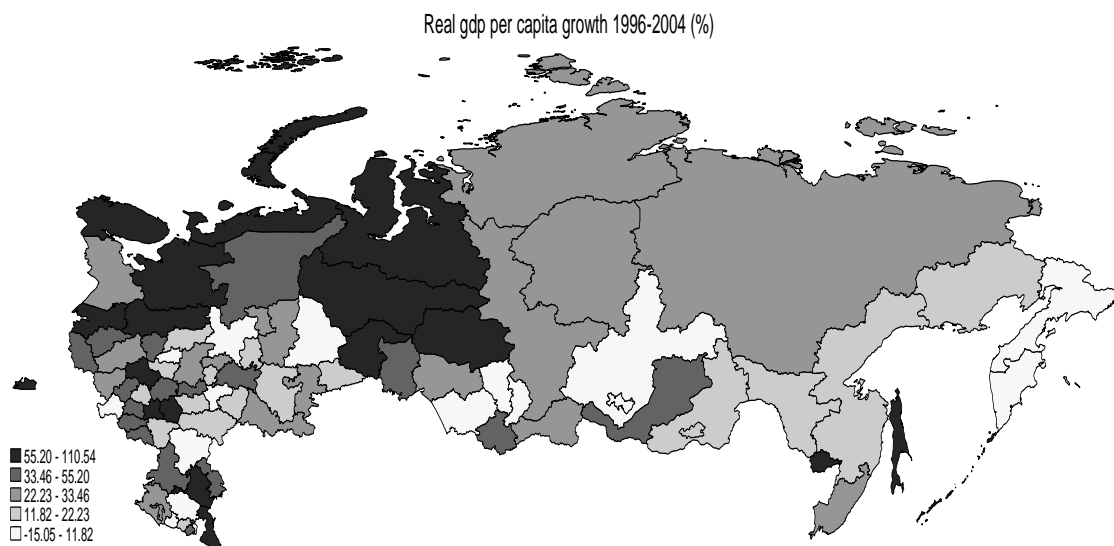 Real gdp per capita growth 1996-2004 (%)
55.20 - 110.54
33.46 - 55.20
22.23 - 33.46
11.82 - 22.23
-15.05 - 11.82